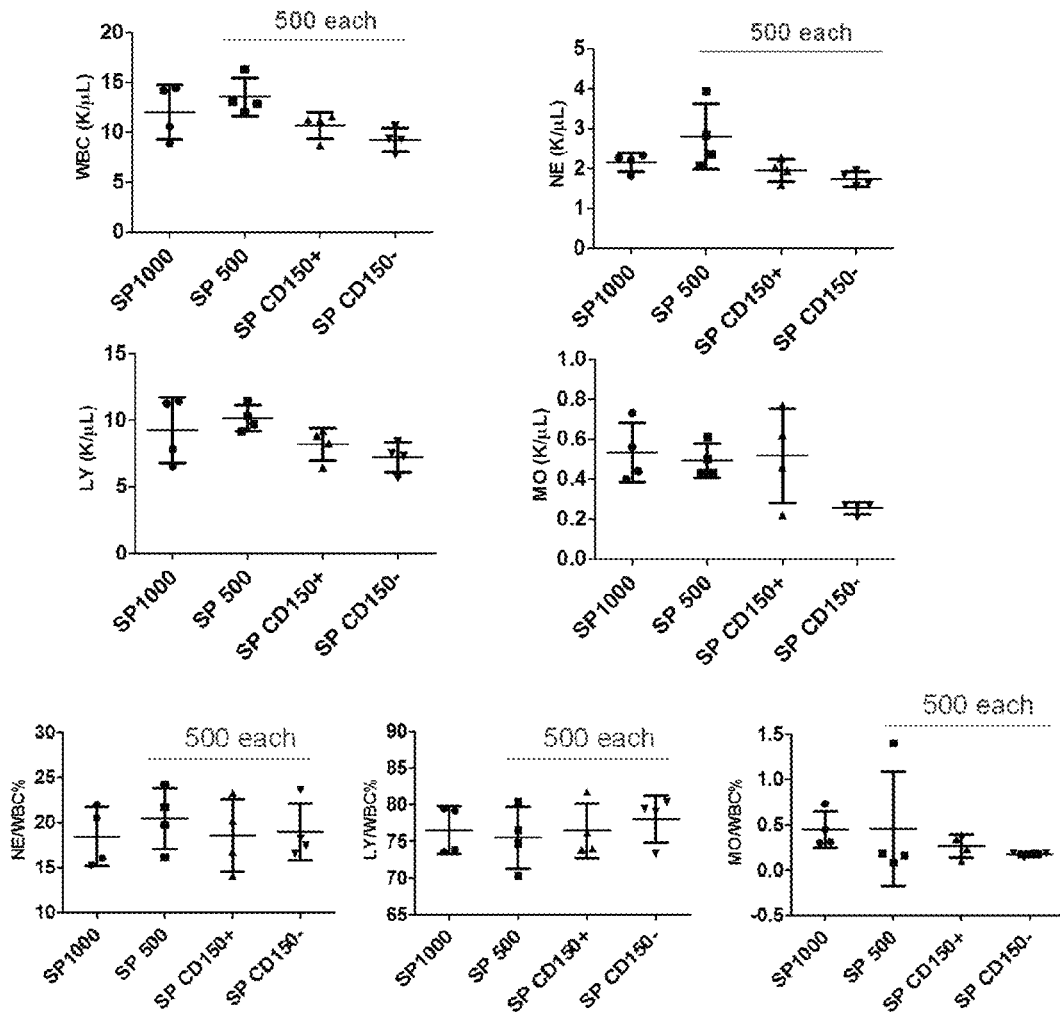 500 each
WBC (K/µL)
20
15
10
5
0
SP1000
SP 500
SP CD150+
SP CD150-
500 each
NE (K/µL)
5
4
3
2
1
0
SP1000
SP 500
SP CD150+
SP CD150-
LY (K/µL)
15
10
5
0
SP1000
SP 500
SP CD150+
SP CD150-
MO (K/µL)
1.0
0.8
0.6
0.4
0.2
0.0
SP1000
SP 500
SP CD150+
SP CD150-
500 each
NE/WBC%
30
25
20
15
10
SP1000
SP 500
SP CD150+
SP CD150-
500 each
LY/WBC%
90
85
80
75
70
65
SP1000
SP 500
SP CD150+
SP CD150-
500 each
MO/WBC%
1.5
1.0
0.5
0.0
-0.5
SP1000
SP 500
SP CD150+
SP CD150-